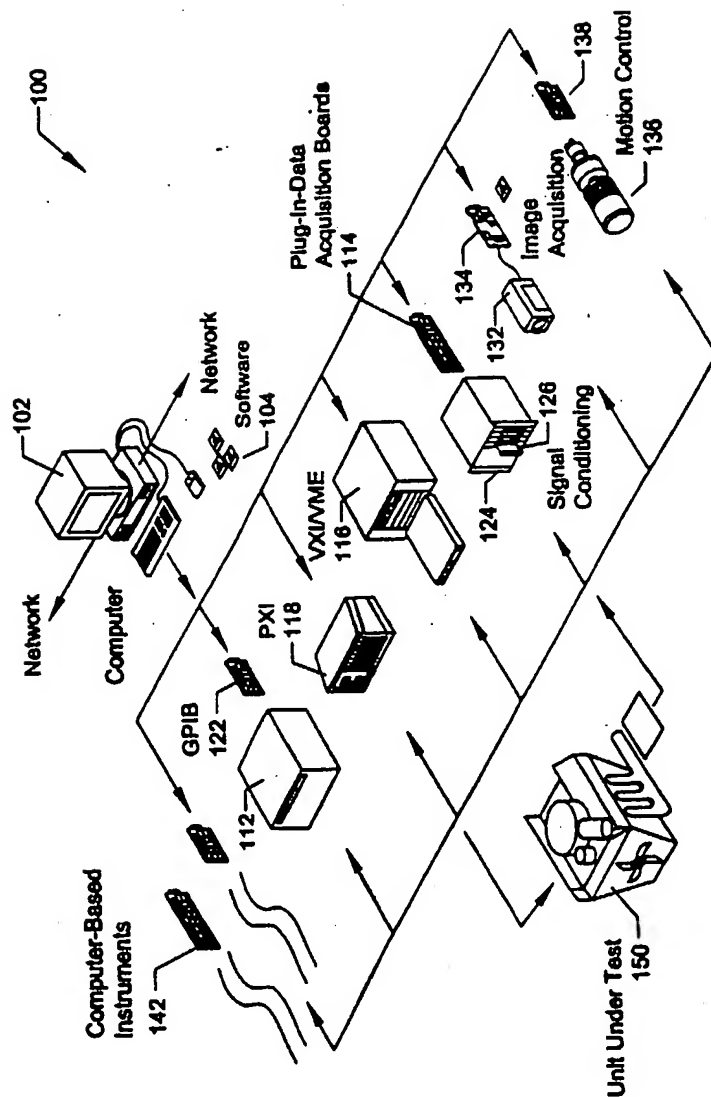 100
102
Network
Network
Software
104
Computer
Plug-In-Data
Acquisition Boards
114
138
Motion Control
136
134
Image
Acquisition
132
126
Signal
Conditioning
124
VXI/VME
116
PXI
118
GPIB
122
112
Computer-Based
Instruments
142
Unit Under Test
150